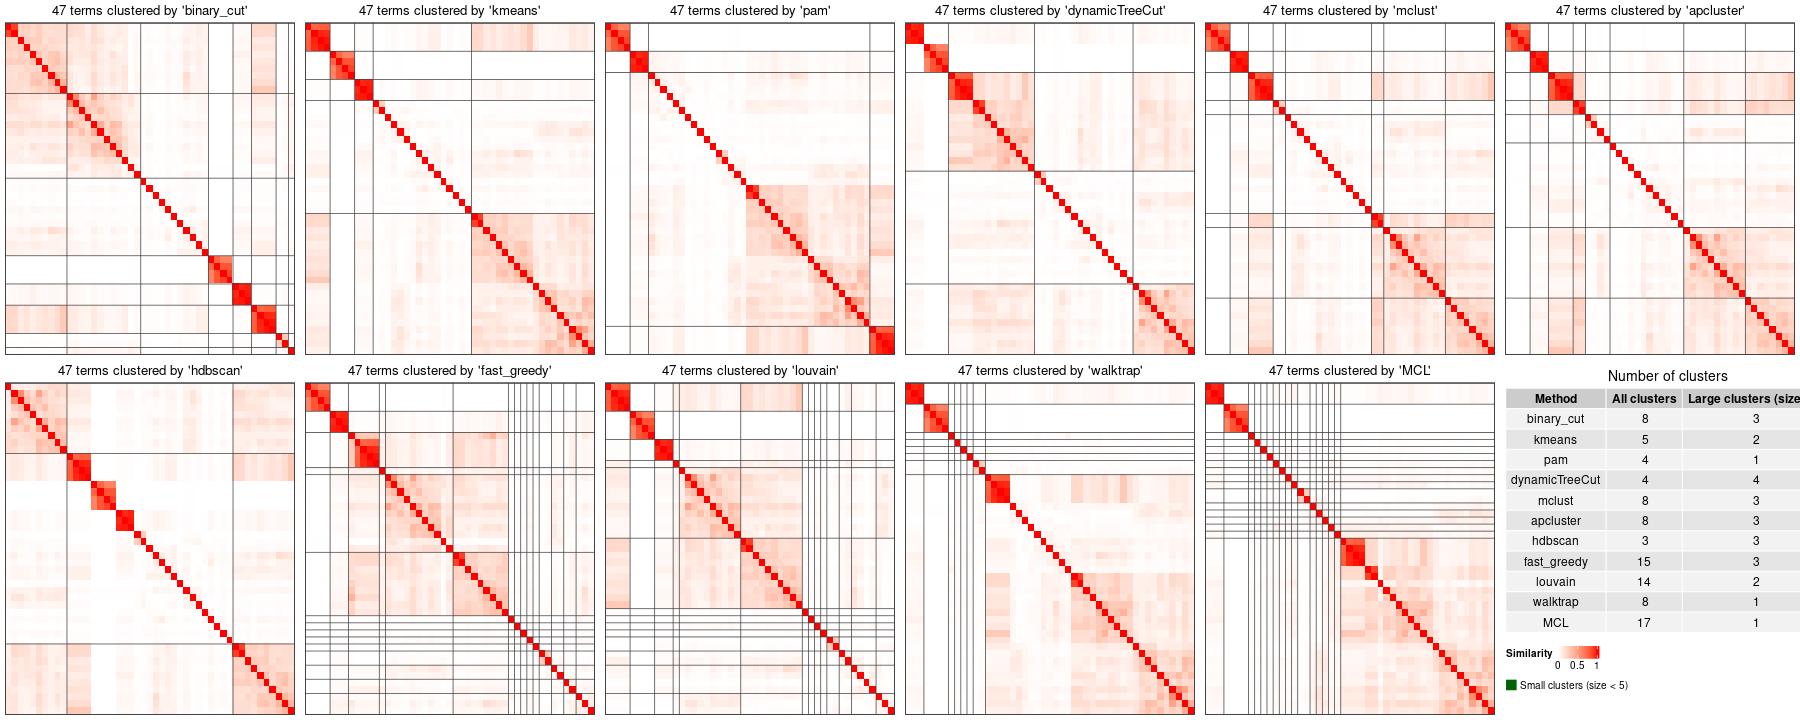 47 terms clustered by 'binary_cut'
47 terms clustered by 'kmeans'
47 terms clustered by 'pam'
47 terms clustered by 'dynamicTreeCut'
47 terms clustered by 'mclust'
47 terms clustered by 'apcluster'
47 terms clustered by 'hdbscan'
47 terms clustered by 'fast_greedy'
47 terms clustered by 'louvain'
47 terms clustered by 'walktrap'
47 terms clustered by 'MCL'
Number of clusters
Method All clusters Large clusters (size
binary_cut 8 3
kmeans 5 2
pam 4 1
dynamicTreeCut 4 4
mclust 8 3
apcluster 8 3
hdbscan 3 3
fast_greedy 15 3
louvain 14 2
walktrap 8 1
MCL 17 1
Similarity
0 0.5 1
Small clusters (size < 5)